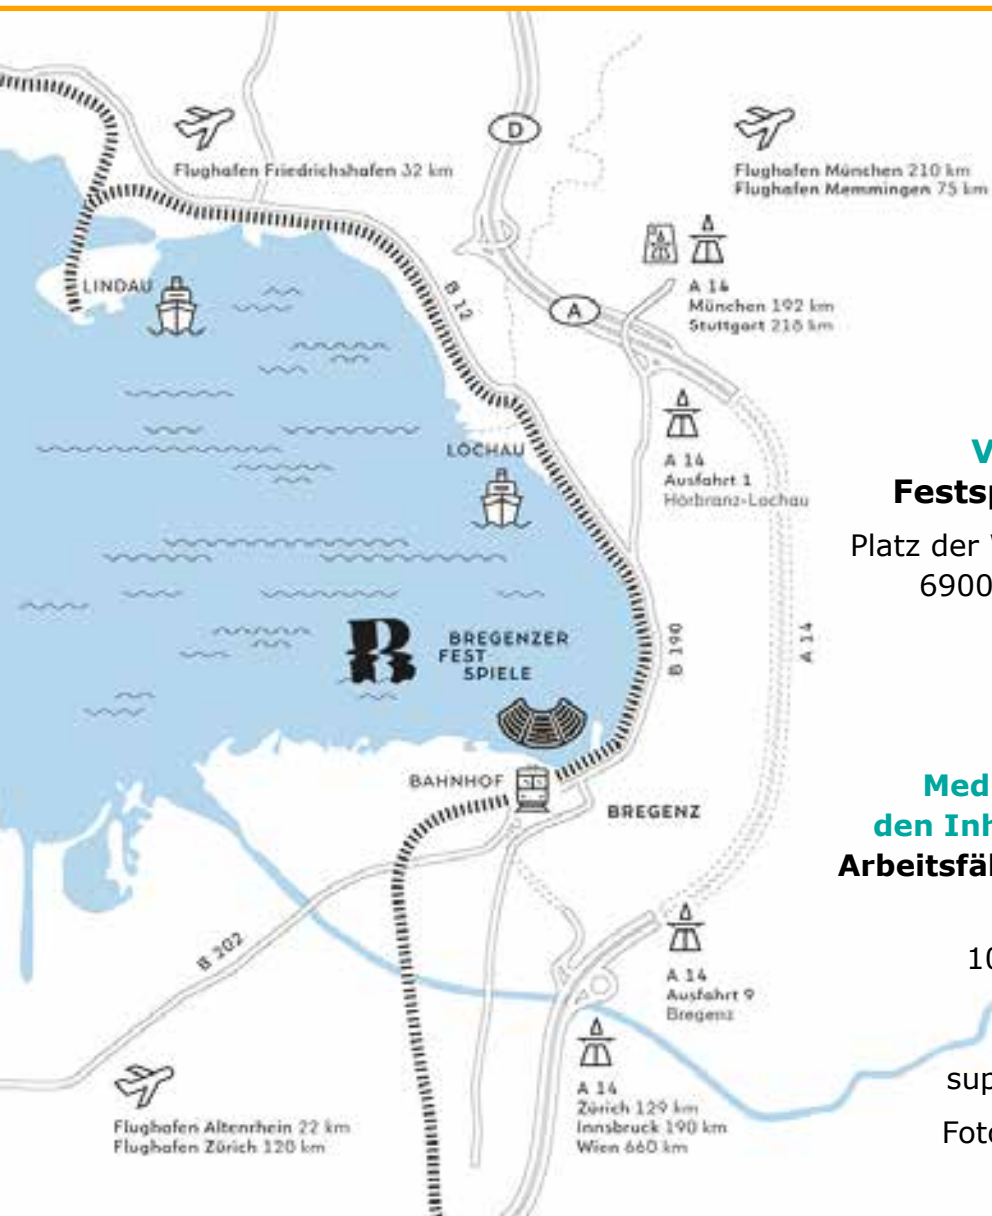 D
Flughafen Friedrichshafen 32 km
Flughafen München 210 km
Flughafen Memmingen 75 km
LINDAU
B 12
A
A 14
München 192 km
Stuttgart 218 km
LOCHAU
A 14
Ausfahrt 1
Hörbranz-Lochau
V
Festsp
Platz der
6900
B 190
A 14
B
BREGENZER
FEST
SPIELE
BAHNHOF
BREGENZ
Med
den Inh
Arbeitsfäh
B 202
10
A 14
Ausfahrt 9
Bregenz
sup
Foto
A 14
Zürich 129 km
Innsbruck 190 km
Wien 660 km
Flughafen Altenrhein 22 km
Flughafen Zürich 120 km